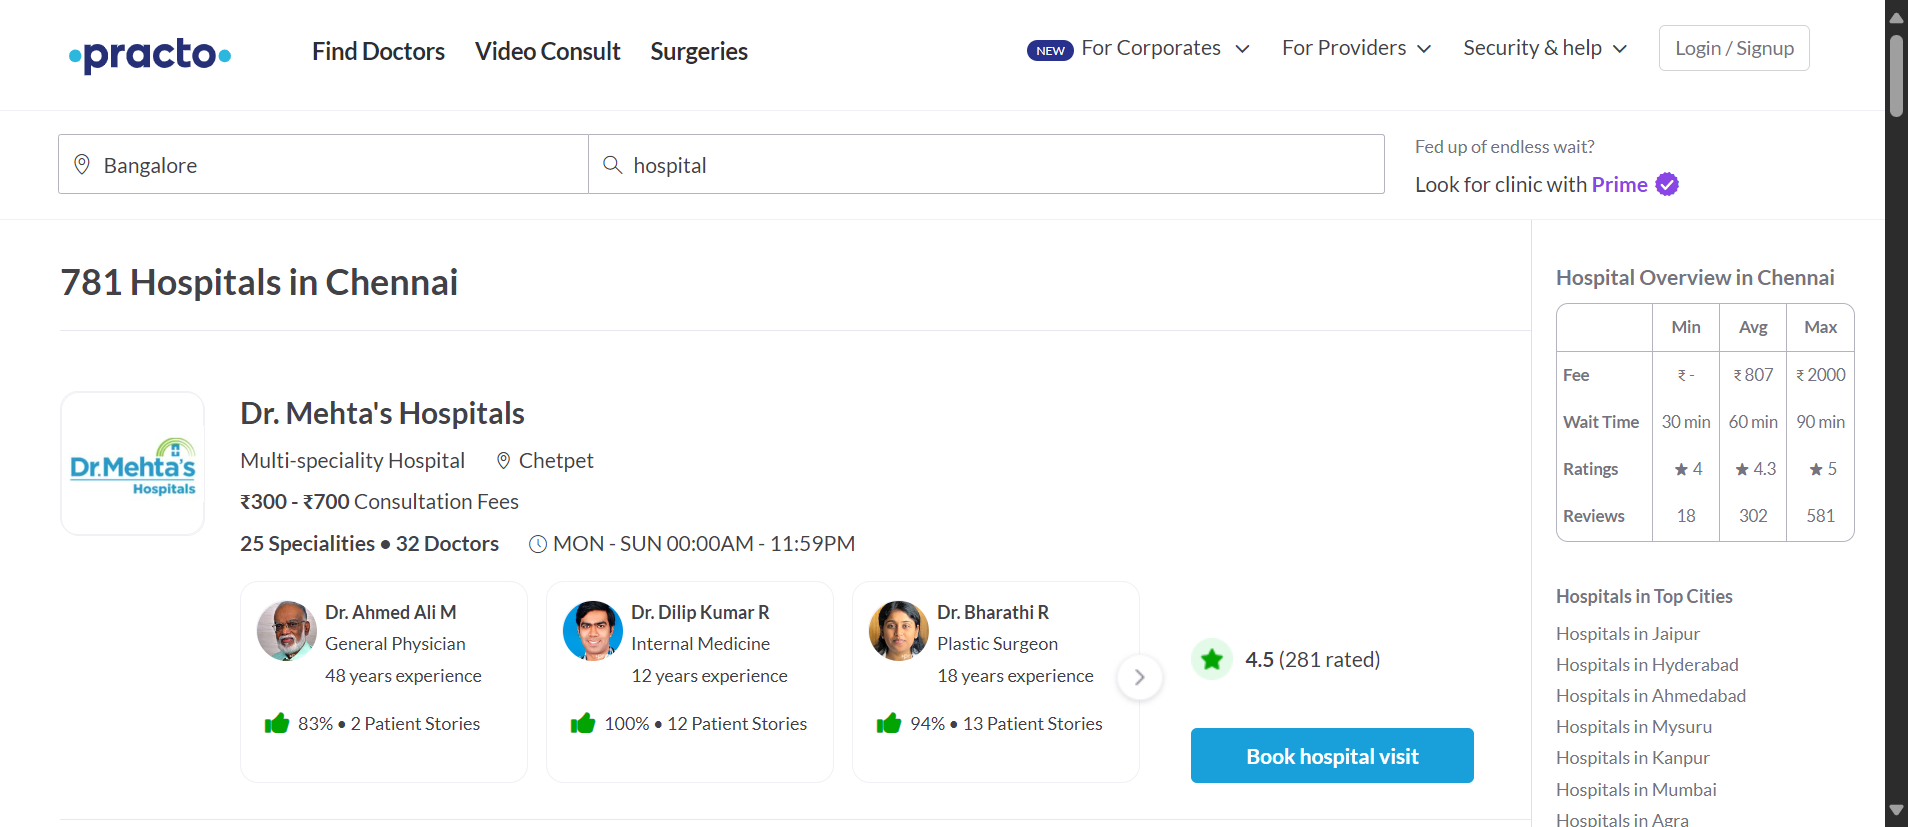 practo
Find Doctors
Video Consult
Surgeries
NEW For Corporates
For Providers
Security & help
Login / Signup
Bangalore
hospital
Fed up of endless wait?
Look for clinic with Prime
781 Hospitals in Chennai
Dr.Mehta's
Hospitals
Dr. Mehta's Hospitals
Multi-speciality Hospital Chetpet
₹300 - ₹700 Consultation Fees
25 Specialities • 32 Doctors MON - SUN 00:00AM - 11:59PM
Dr. Ahmed Ali M
General Physician
48 years experience
83% • 2 Patient Stories
Dr. Dilip Kumar R
Internal Medicine
12 years experience
100% • 12 Patient Stories
Dr. Bharathi R
Plastic Surgeon
18 years experience
94% • 13 Patient Stories
4.5 (281 rated)
Book hospital visit
Hospital Overview in Chennai
Min Avg Max
Fee ₹ - ₹ 807 ₹ 2000
Wait Time 30 min 60 min 90 min
Ratings ★ 4 ★ 4.3 ★ 5
Reviews 18 302 581
Hospitals in Top Cities
Hospitals in Jaipur
Hospitals in Hyderabad
Hospitals in Ahmedabad
Hospitals in Mysuru
Hospitals in Kanpur
Hospitals in Mumbai
Hospitals in Agra